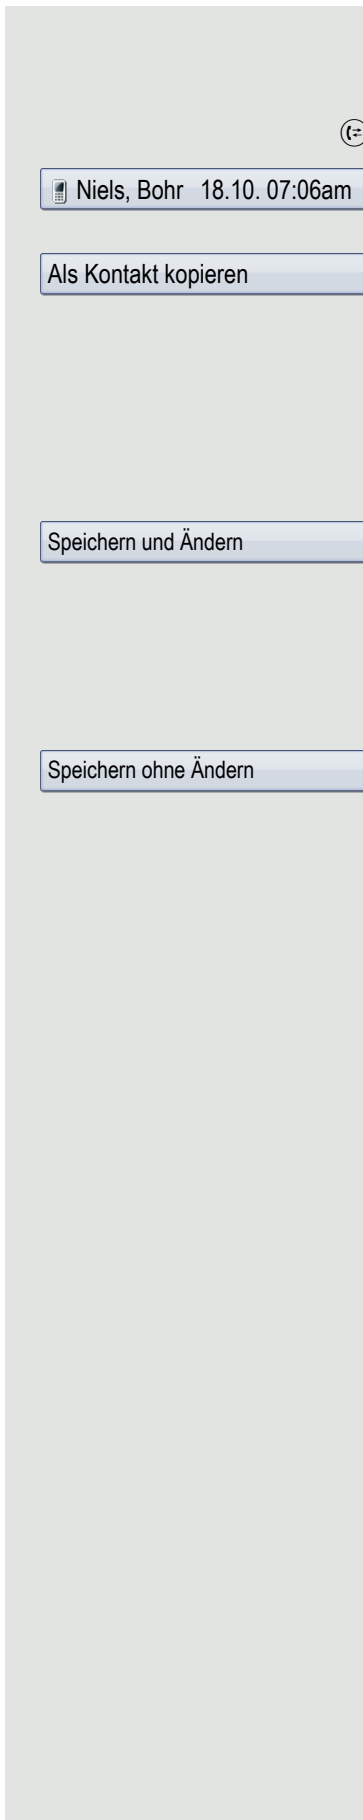 Niels, Bohr 18.10. 07:06am
Als Kontakt kopieren
Speichern und Ändern
Speichern ohne Ändern